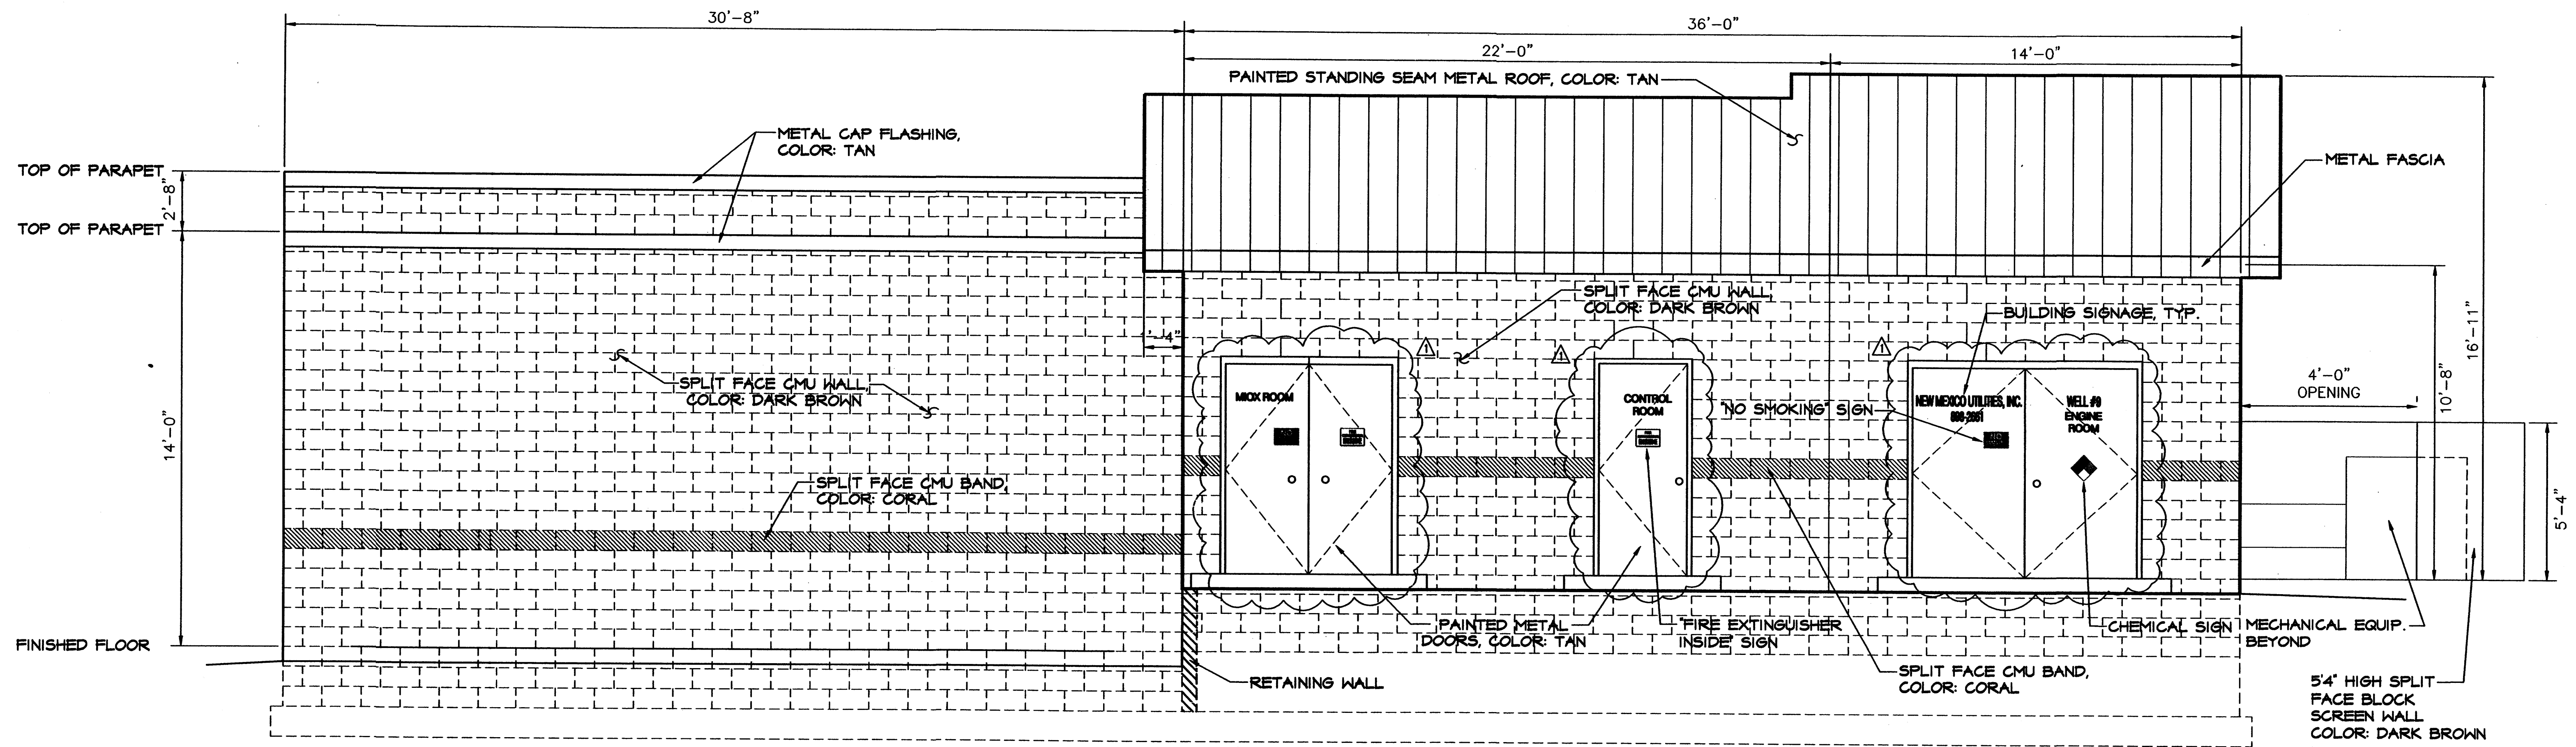 30'-8"
36'-0"
22'-0"
14'-0"
PAINTED STANDING SEAM METAL ROOF, COLOR: TAN
METAL CAP FLASHING,
COLOR: TAN
METAL FASCIA
TOP OF PARAPET
2'-8"
TOP OF PARAPET
SPLIT FACE CMU WALL,
COLOR: DARK BROWN
BUILDING SIGNAGE, TYP.
16'-11"
1'-4"
1
1
1
SPLIT FACE CMU WALL,
COLOR: DARK BROWN
4'-0"
OPENING
10'-8"
MIOX ROOM
CONTROL
ROOM
"NO SMOKING" SIGN
NEW MEXICO UTILITIES, INC.
898-2661
WELL #9
ENGINE
ROOM
14'-0"
SPLIT FACE CMU BAND,
COLOR: CORAL
5'-4"
FINISHED FLOOR
PAINTED METAL
DOORS, COLOR: TAN
"FIRE EXTINGUISHER
INSIDE" SIGN
CHEMICAL SIGN
MECHANICAL EQUIP.
BEYOND
RETAINING WALL
SPLIT FACE CMU BAND,
COLOR: CORAL
5'4" HIGH SPLIT
FACE BLOCK
SCREEN WALL
COLOR: DARK BROWN